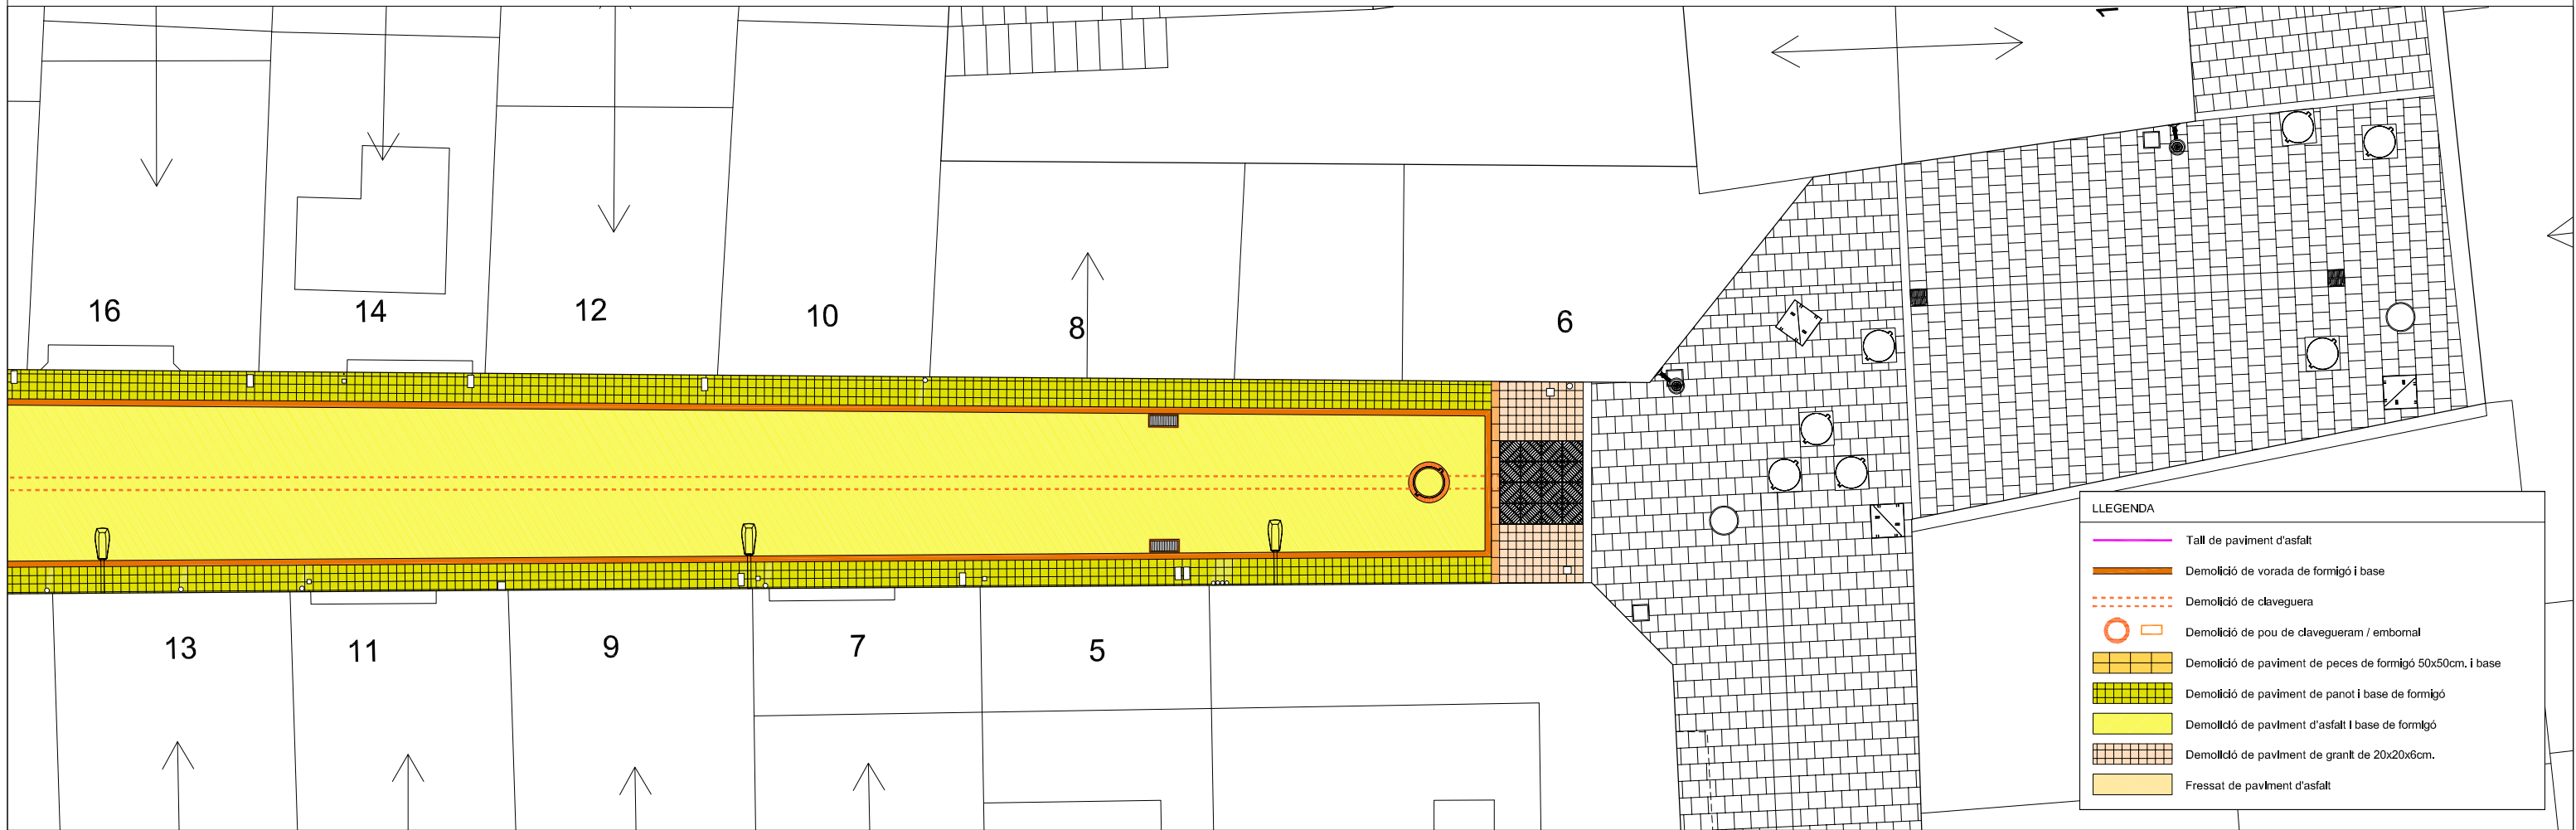 1
16
14
12
10
8
6
13
11
9
7
5
LLEGENDA
Tall de paviment d'asfalt
Demolició de vorada de formigó i base
Demolició de claveguera
Demolició de pou de clavegueram / embornal
Demolició de paviment de peces de formigó 50x50cm. i base
Demolició de paviment de panot i base de formigó
Demolició de paviment d'asfalt i base de formigó
Demolició de paviment de granit de 20x20x6cm.
Fressat de paviment d'asfalt